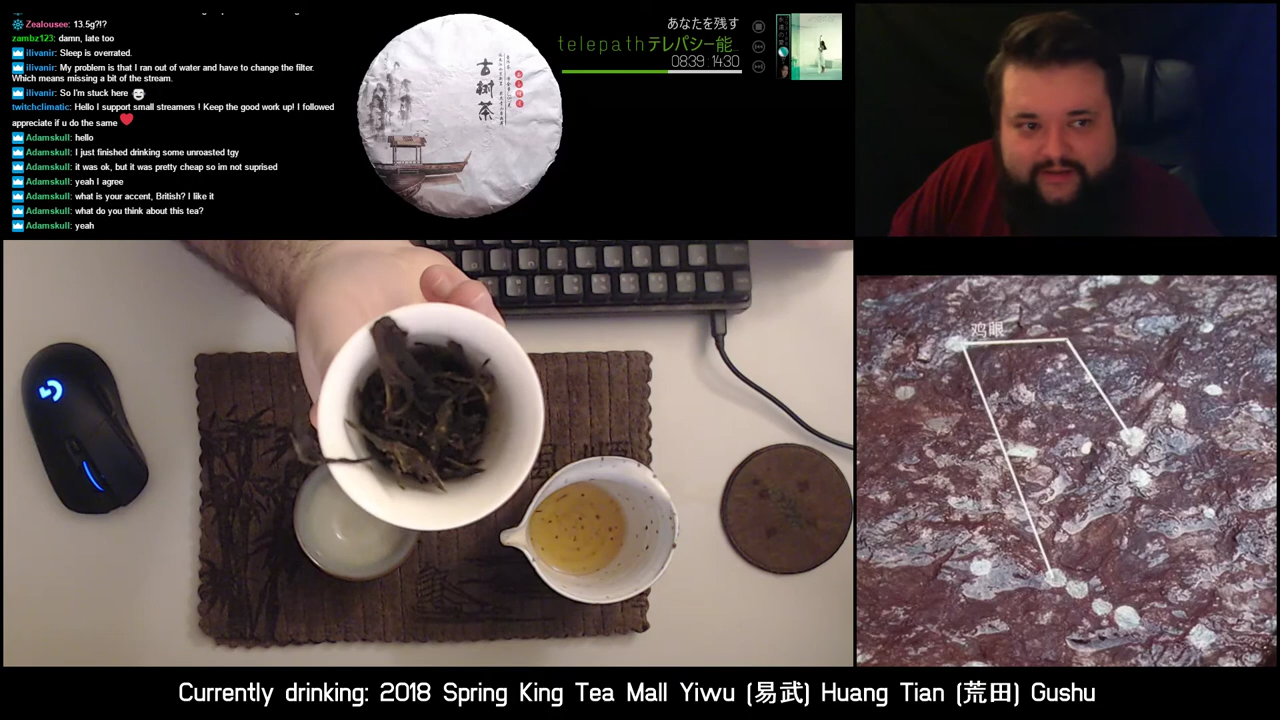 Zealousee: 13.5g?!?
zambz123: damn, late too
ilivanir: Sleep is overrated.
ilivanir: My problem is that I ran out of water and have to change the filter.
Which means missing a bit of the stream.
ilivanir: So I'm stuck here
twitchclimatic: Hello I support small streamers ! Keep the good work up! I followed
appreciate if u do the same
Adamskull: hello
Adamskull: I just finished drinking some unroasted tgy
Adamskull: it was ok, but it was pretty cheap so im not suprised
Adamskull: yeah I agree
Adamskull: what is your accent, British? I like it
Adamskull: what do you think about this tea?
Adamskull: yeah
古树茶
あなたを残す
telepathテレパシー能…
08:39 14:30
鸡眼
Currently drinking: 2018 Spring King Tea Mall Yiwu (易武) Huang Tian (荒田) Gushu